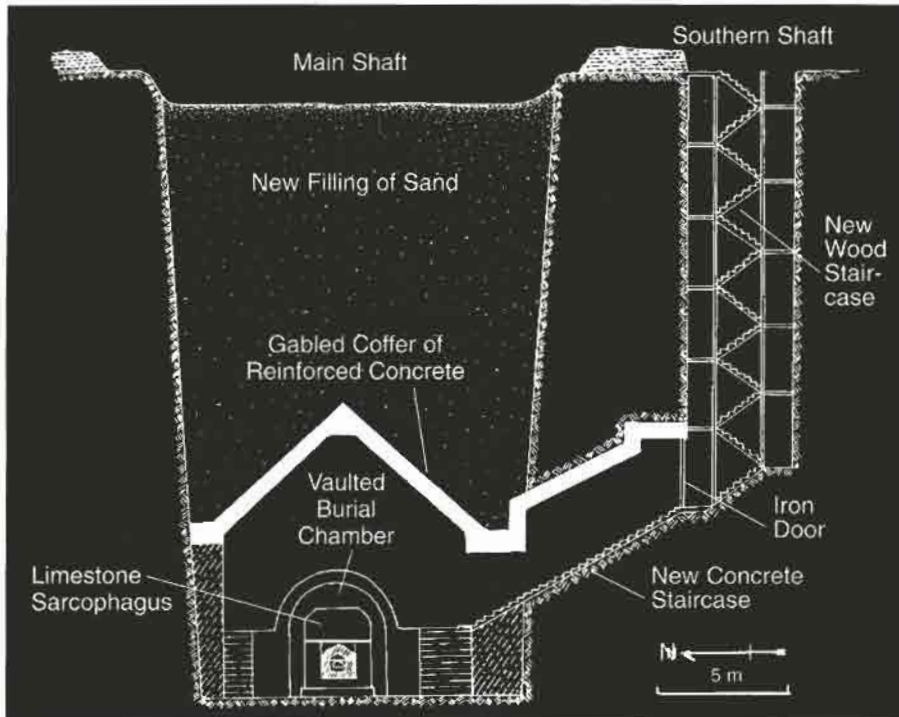 Southern Shaft
Main Shaft
New Filling of Sand
New
Wood
Stair-
case
Gabled Coffer of
Reinforced Concrete
Vaulted
Burial
Chamber
Iron
Door
Limestone
Sarcophagus
New Concrete
Staircase
N
5 m